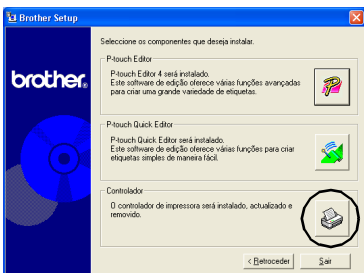 Brother Setup
Seleccione os componentes que deseja instalar.
brother.
P-touch Editor
P-touch Editor 4 será instalado.
Este software de edição oferece várias funções avançadas
para criar uma grande variedade de etiquetas.
P-touch Quick Editor
P-touch Quick Editor será instalado.
Este software de edição oferece várias funções para criar
etiquetas simples de maneira fácil.
Controlador
O controlador de impressora será instalado, actualizado e
removido.
< Retroceder
Sair